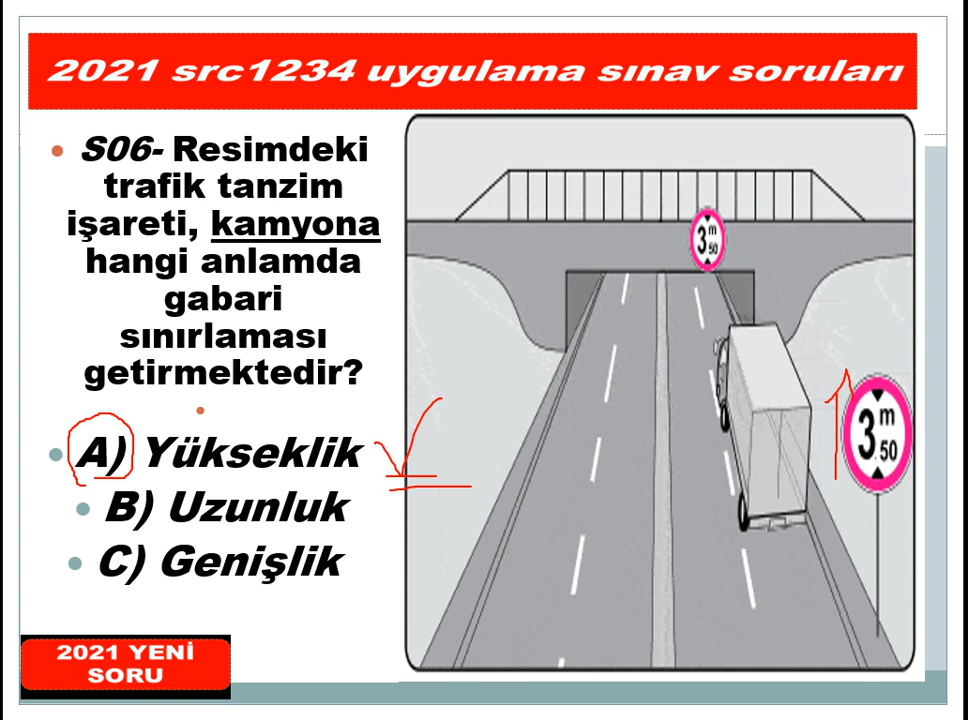 2021 src1234 uygulama sınav soruları
S06- Resimdeki
trafik tanzim
işareti, kamyona
hangi anlamda
gabari
sınırlaması
getirmektedir?
A) Yükseklik
B) Uzunluk
C) Genişlik
3 m 50
3 m 50
2021 YENİ
SORU